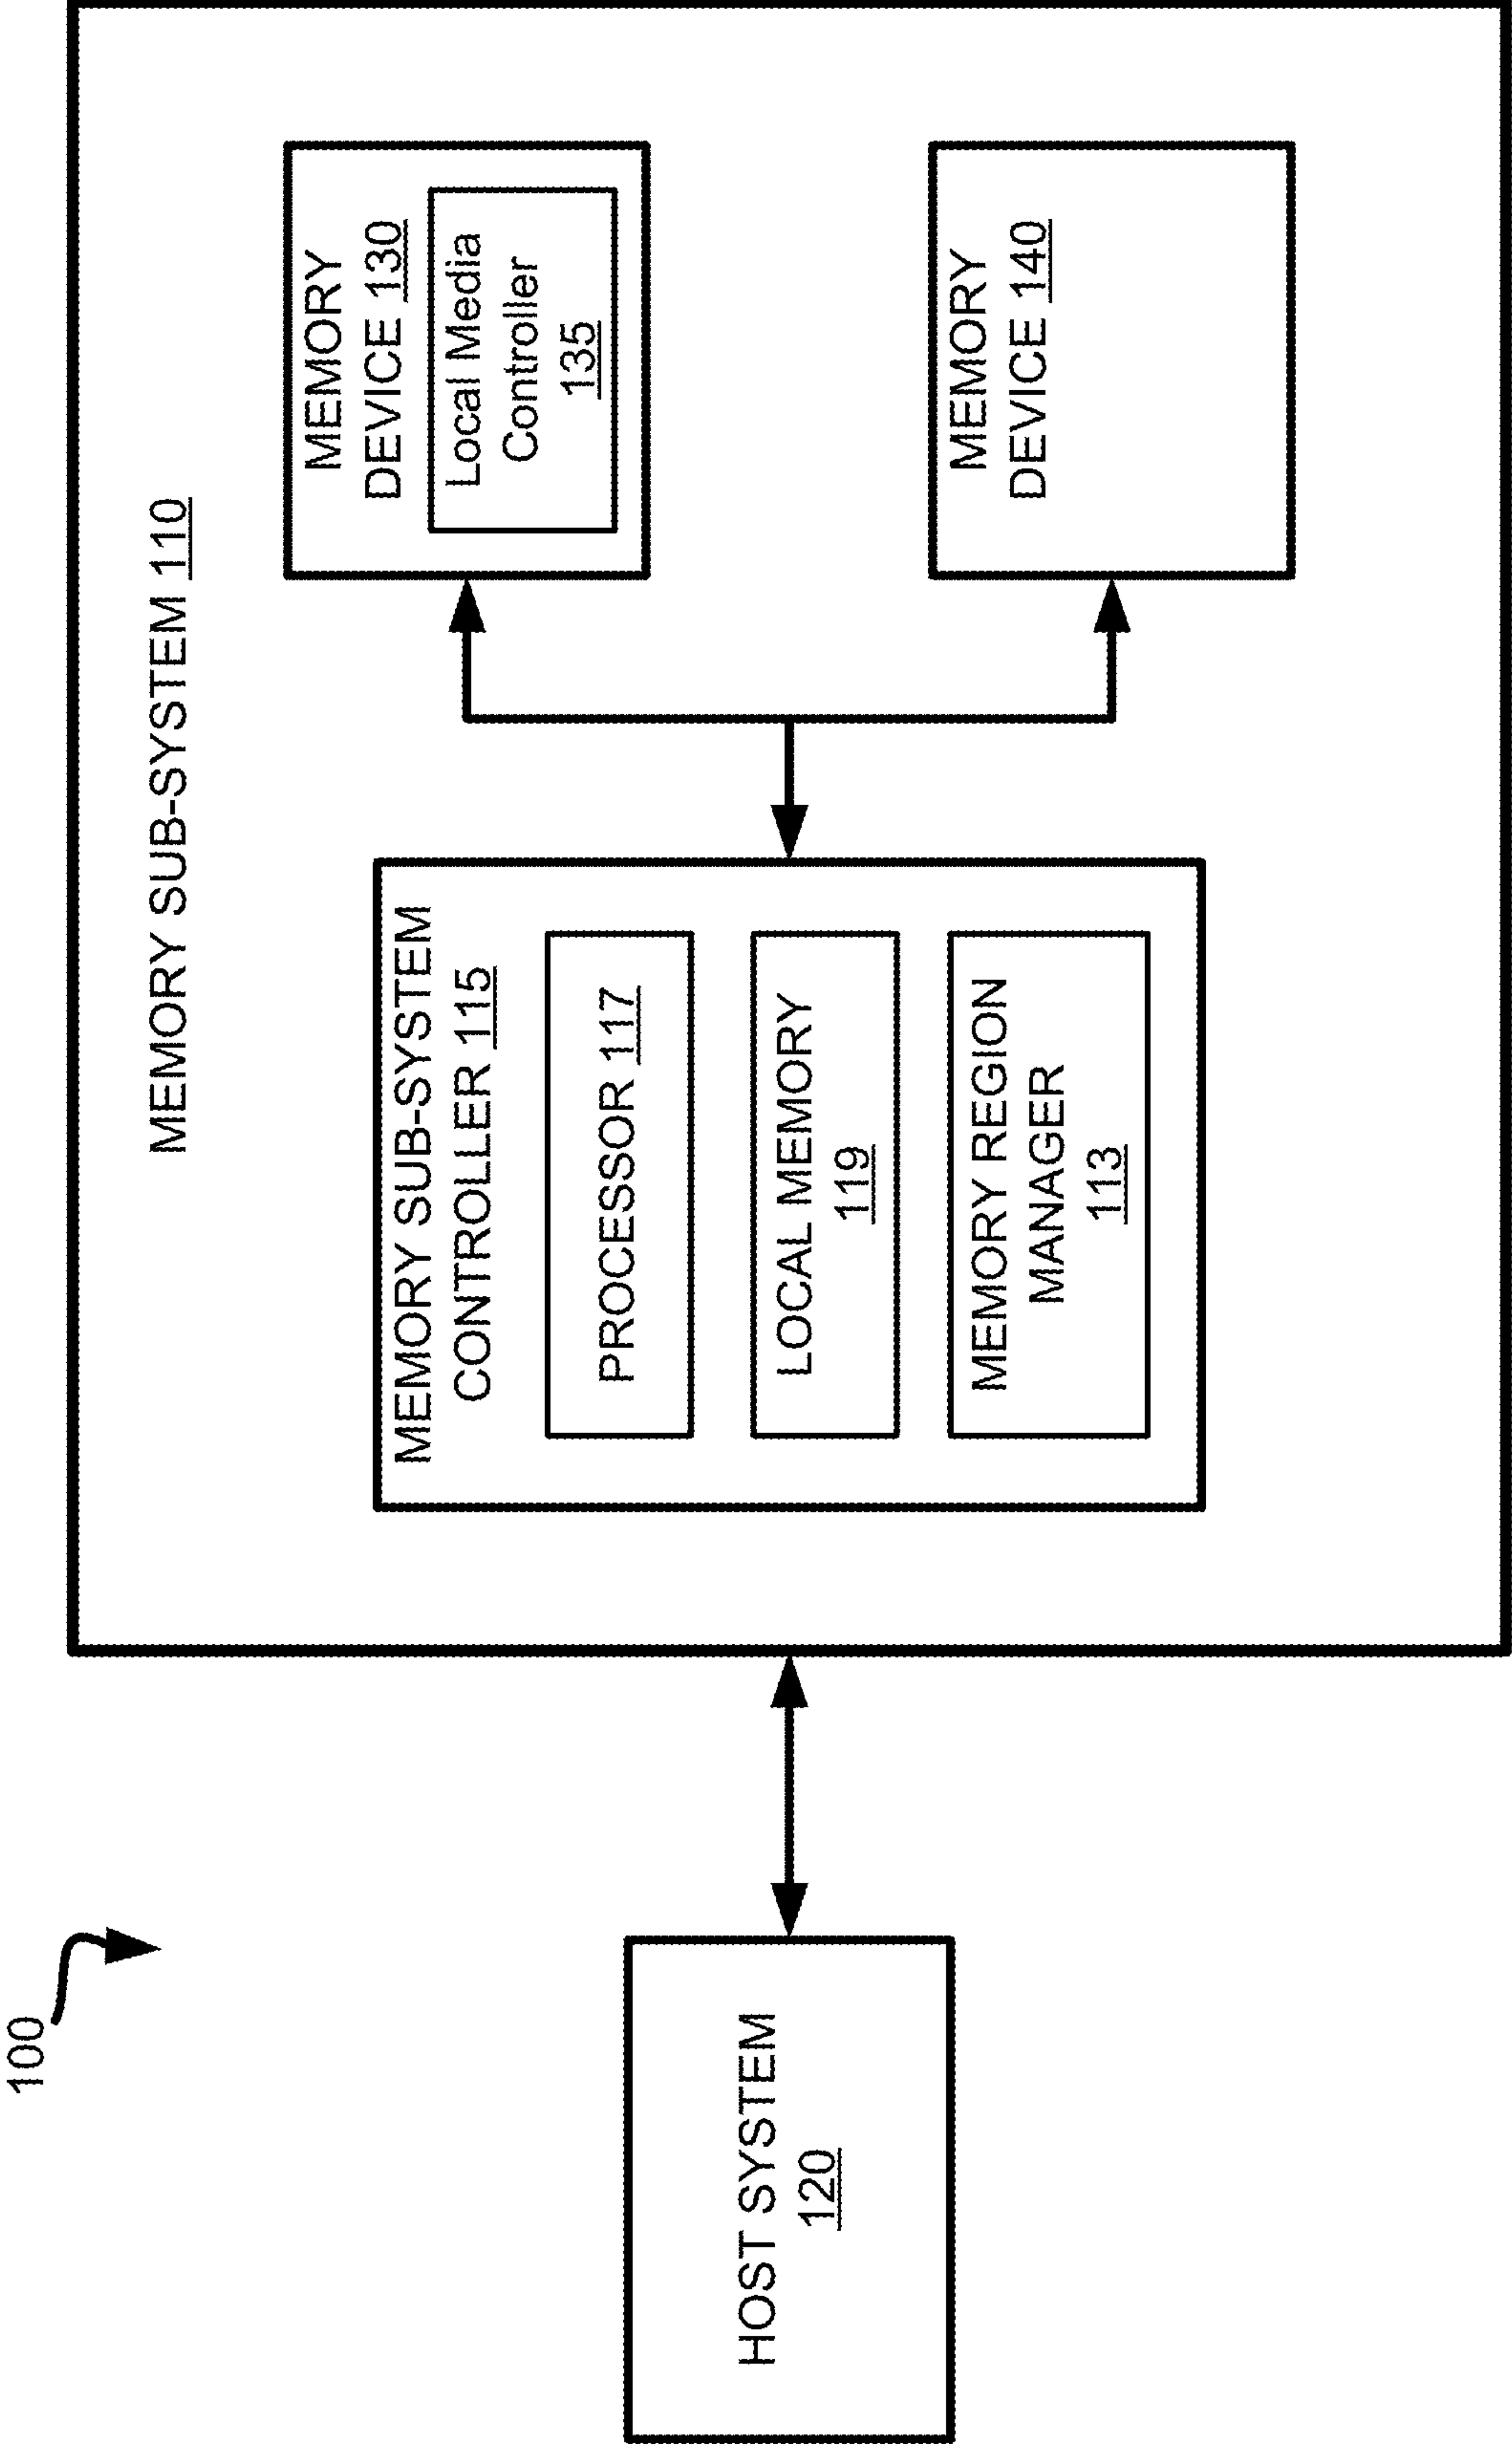 100
MEMORY SUB-SYSTEM 110
HOST SYSTEM
120
MEMORY SUB-SYSTEM
CONTROLLER 115
PROCESSOR 117
LOCAL MEMORY
119
MEMORY REGION
MANAGER
113
MEMORY
DEVICE 130
Local Media
Controller
135
MEMORY
DEVICE 140